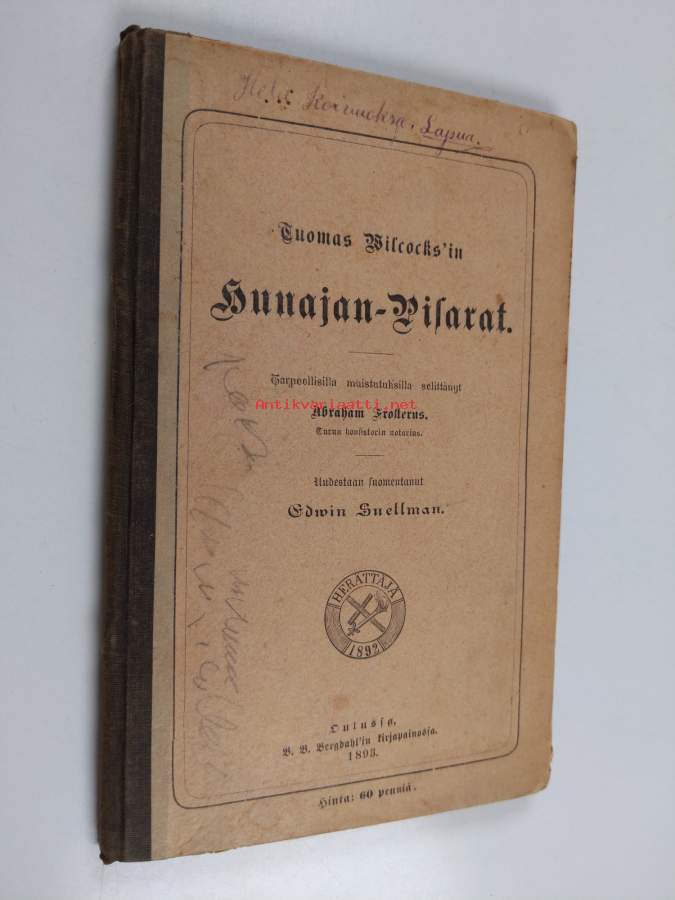 Lapua.
Tuomas Wilcocks'in
Hunajan-Pisarat.
Tarpeellisilla muistutuksilla selittänyt
Antikvariaatti.net
Abraham Frosterus.
Turun konsistorin notarius.
Uudestaan suomentanut
Edwin Snellman.
HERÄTTÄJÄ
1892
Oulussa,
B. B. Bergdahl'in kirjapainossa.
1893.
Hinta: 60 penniä.